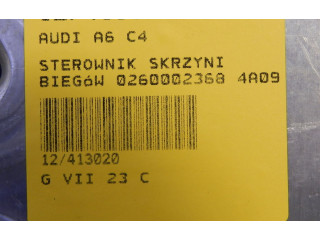 AUDI A6 C4
STEROWNIK SKRZYNI
BIEGóW 0260002368 4A09
12/413020
G VII 23 C